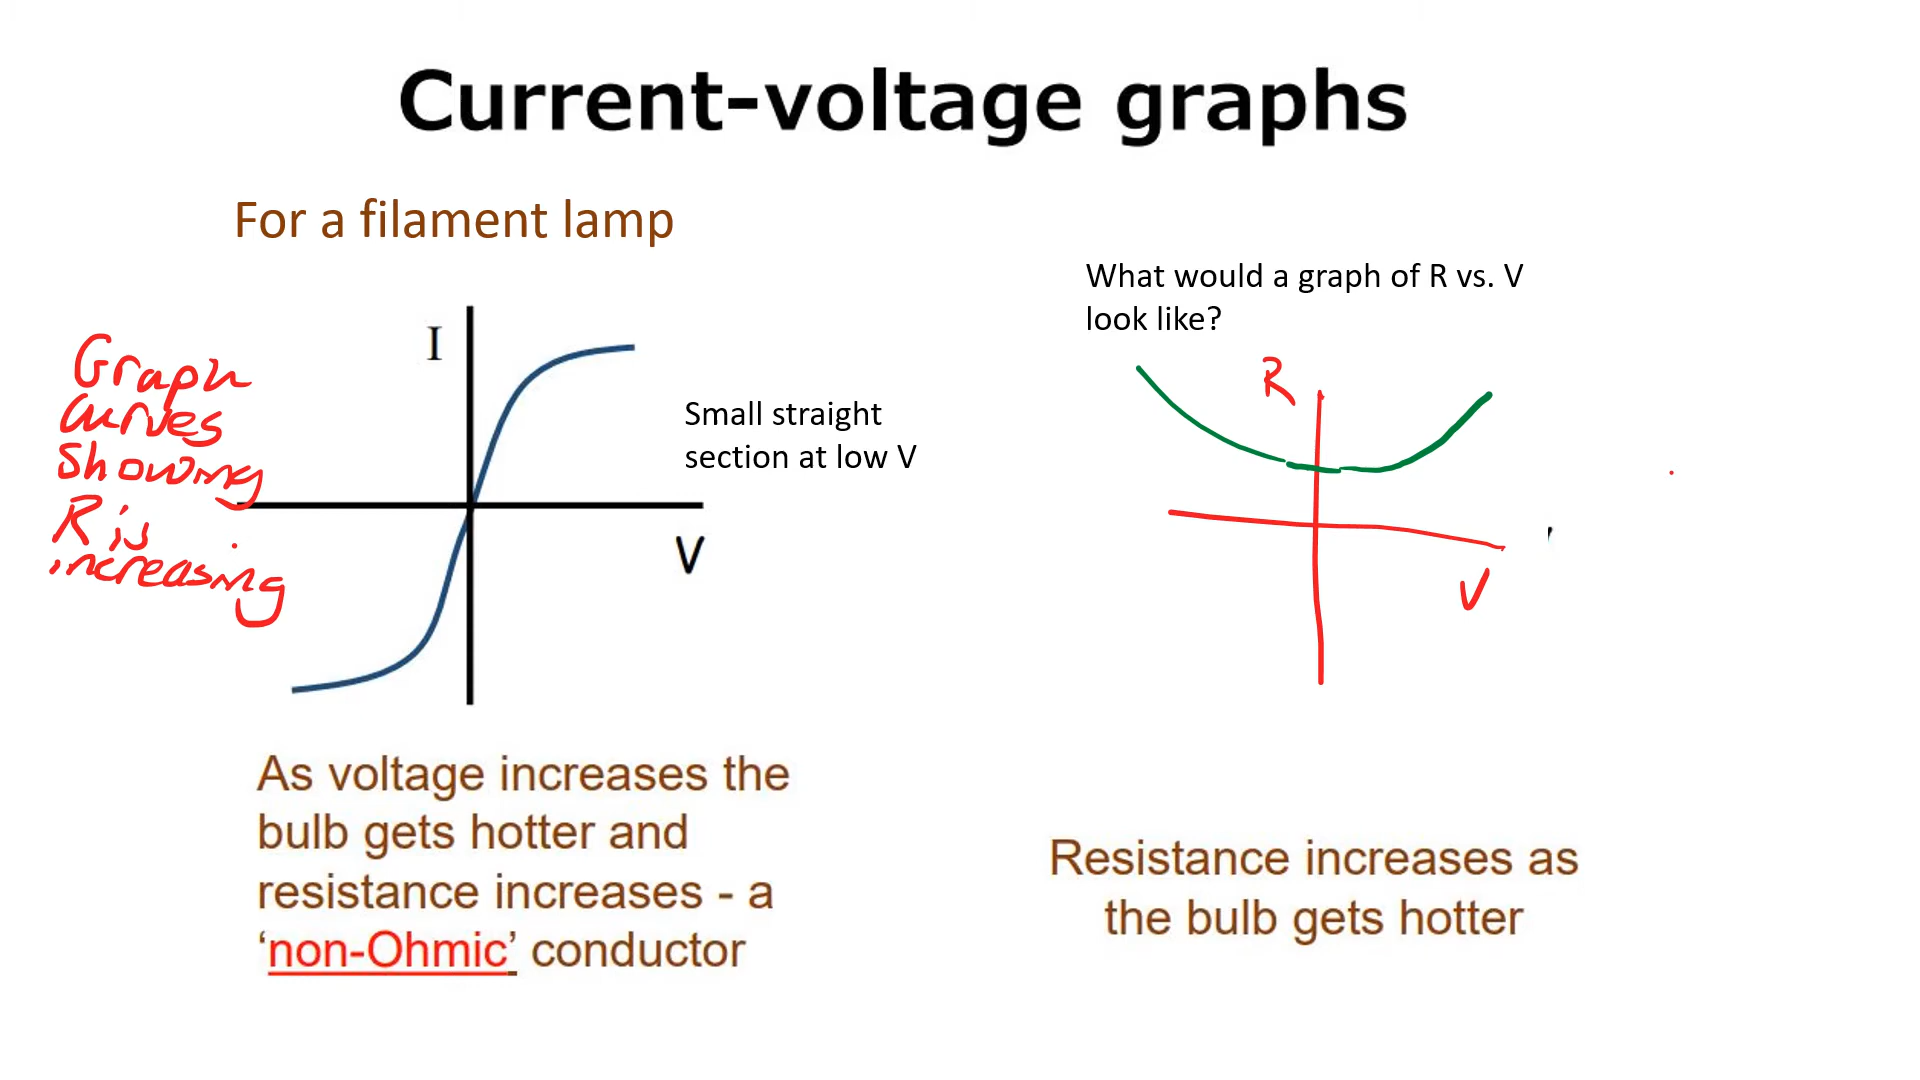 Current-voltage graphs
For a filament lamp
I
V
Graph
curves
showing
R is
increasing
Small straight
section at low V
As voltage increases the
bulb gets hotter and
resistance increases - a
‘non-Ohmic’ conductor
What would a graph of R vs. V
look like?
R
V
Resistance increases as
the bulb gets hotter